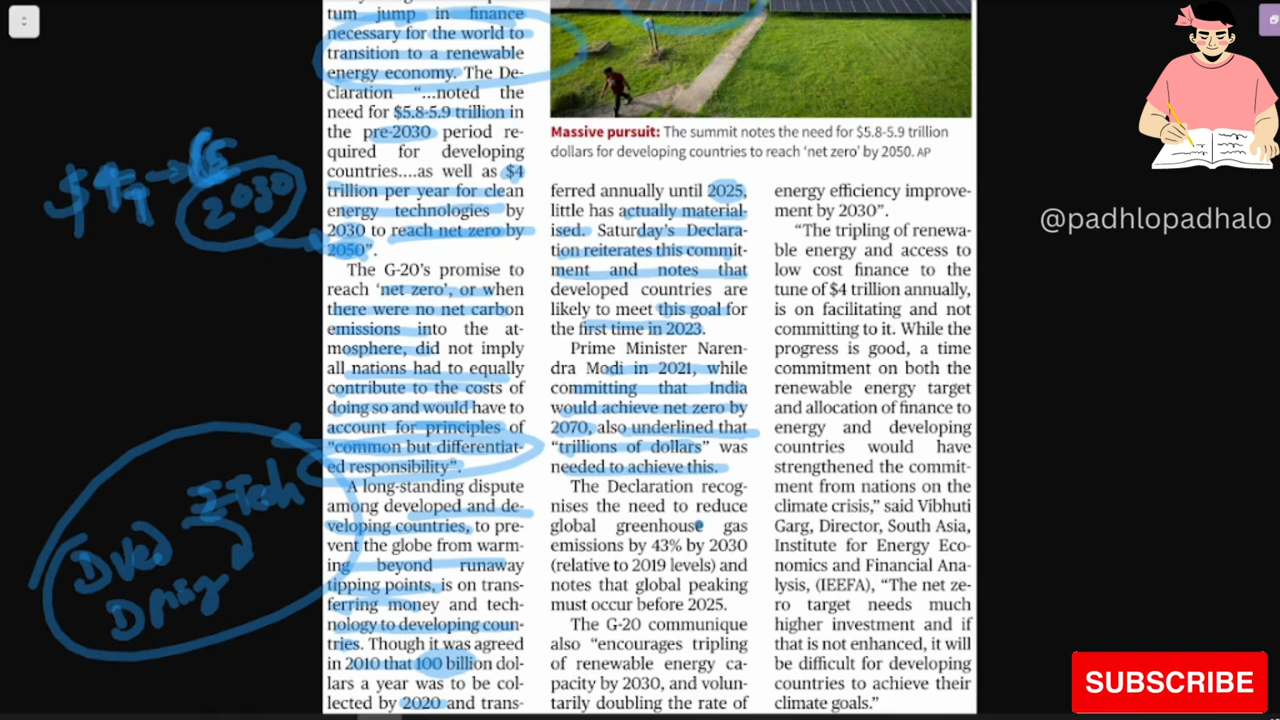 tum jump in finance
necessary for the world to
transition to a renewable
energy economy. The De-
claration “...noted the
need for $5.8-5.9 trillion in
the pre-2030 period re-
quired for developing
countries....as well as $4
trillion per year for clean
energy technologies by
2030 to reach net zero by
2050”.
The G-20’s promise to
reach ‘net zero’, or when
there were no net carbon
emissions into the at-
mosphere, did not imply
all nations had to equally
contribute to the costs of
doing so and would have to
account for principles of
“common but differentiat-
ed responsibility”.
A long-standing dispute
among developed and de-
veloping countries, to pre-
vent the globe from warm-
ing beyond runaway
tipping points, is on trans-
ferring money and tech-
nology to developing coun-
tries. Though it was agreed
in 2010 that 100 billion dol-
lars a year was to be col-
lected by 2020 and trans-
Massive pursuit: The summit notes the need for $5.8-5.9 trillion
dollars for developing countries to reach ‘net zero’ by 2050. AP
ferred annually until 2025,
little has actually material-
ised. Saturday’s Declara-
tion reiterates this commit-
ment and notes that
developed countries are
likely to meet this goal for
the first time in 2023.
Prime Minister Naren-
dra Modi in 2021, while
committing that India
would achieve net zero by
2070, also underlined that
“trillions of dollars” was
needed to achieve this.
The Declaration recog-
nises the need to reduce
global greenhouse gas
emissions by 43% by 2030
(relative to 2019 levels) and
notes that global peaking
must occur before 2025.
The G-20 communique
also “encourages tripling
of renewable energy ca-
pacity by 2030, and volun-
tarily doubling the rate of
energy efficiency improve-
ment by 2030”.
“The tripling of renewa-
ble energy and access to
low cost finance to the
tune of $4 trillion annually,
is on facilitating and not
committing to it. While the
progress is good, a time
commitment on both the
renewable energy target
and allocation of finance to
energy and developing
countries would have
strengthened the commit-
ment from nations on the
climate crisis,” said Vibhuti
Garg, Director, South Asia,
Institute for Energy Eco-
nomics and Financial Ana-
lysis, (IEEFA), “The net ze-
ro target needs much
higher investment and if
that is not enhanced, it will
be difficult for developing
countries to achieve their
climate goals.”
2030
@padhlopadhalo
SUBSCRIBE